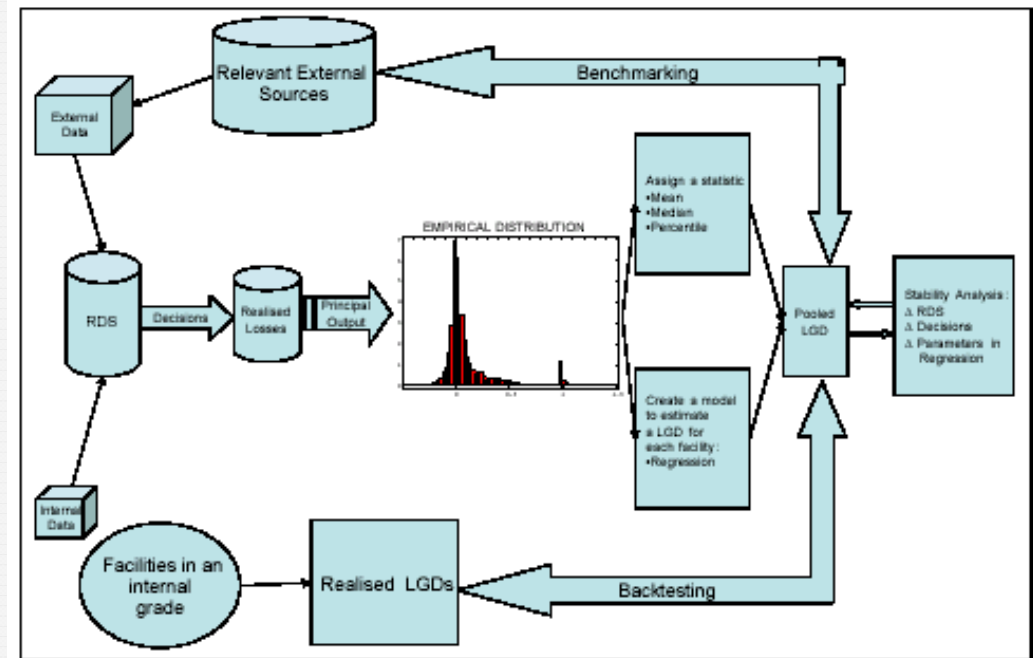 Relevant External
Sources
Benchmarking
External
Data
Assign a statistic
•Mean
•Median
•Percentile
EMPIRICAL DISTRIBUTION
RDS
Decisions
Realised
Losses
Principal
Output
Pooled
LGD
Stability Analysis:
Δ RDS
Δ Decisions
Δ Parameters in
Regression
Create a model
to estimate
a LGD for
each facility:
•Regression
Internal
Data
Facilities in an
internal
grade
Realised LGDs
Backtesting